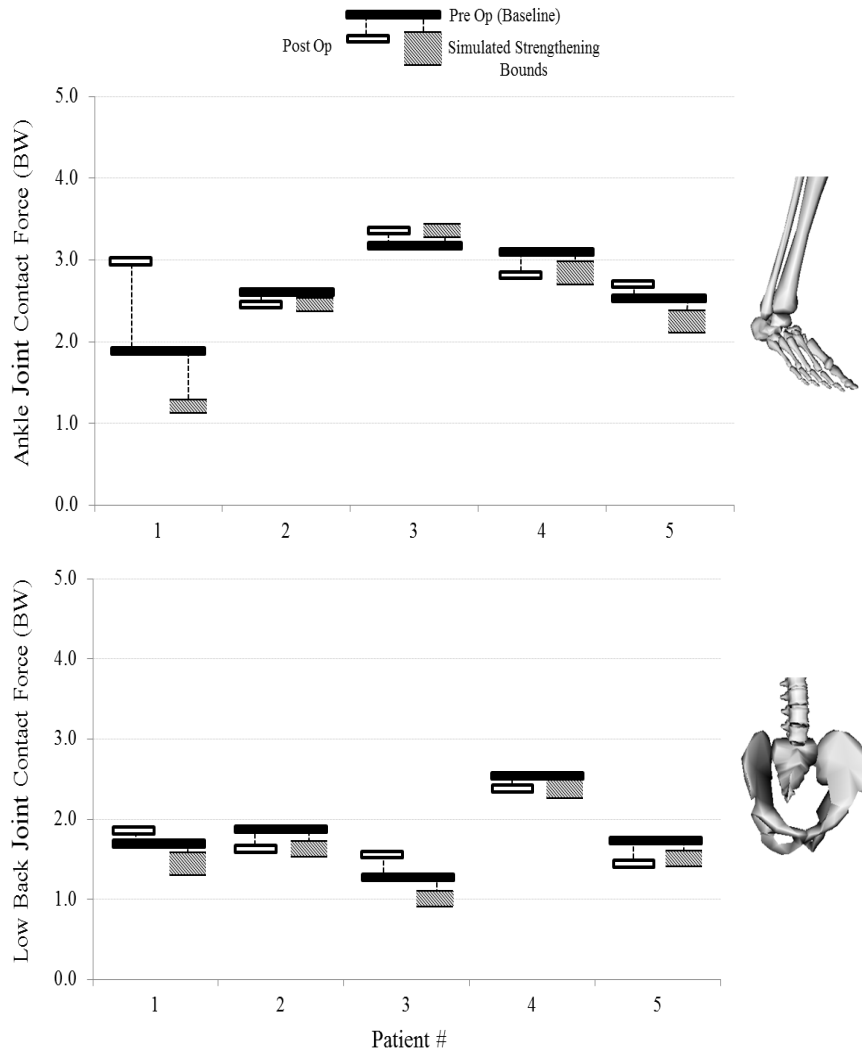 Pre Op (Baseline)
Post Op
Simulated Strengthening
Bounds
Ankle Joint Contact Force (BW)
5.0
4.0
3.0
2.0
1.0
0.0
1 2 3 4 5
Low Back Joint Contact Force (BW)
5.0
4.0
3.0
2.0
1.0
0.0
1 2 3 4 5
Patient #